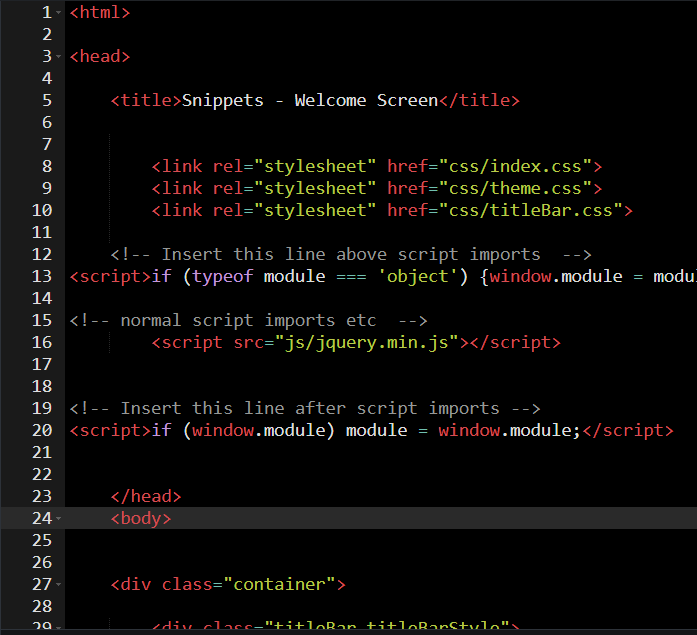 1 <html>
2
3 <head>
4
5 <title>Snippets - Welcome Screen</title>
6
7
8 <link rel="stylesheet" href="css/index.css">
9 <link rel="stylesheet" href="css/theme.css">
10 <link rel="stylesheet" href="css/titleBar.css">
11
12 <!-- Insert this line above script imports  -->
13 <script>if (typeof module === 'object') {window.module = modul
14
15 <!-- normal script imports etc  -->
16 <script src="js/jquery.min.js"></script>
17
18
19 <!-- Insert this line after script imports -->
20 <script>if (window.module) module = window.module;</script>
21
22
23 </head>
24 <body>
25
26
27 <div class="container">
28
29 <div class="titleBar titleBarStyle">